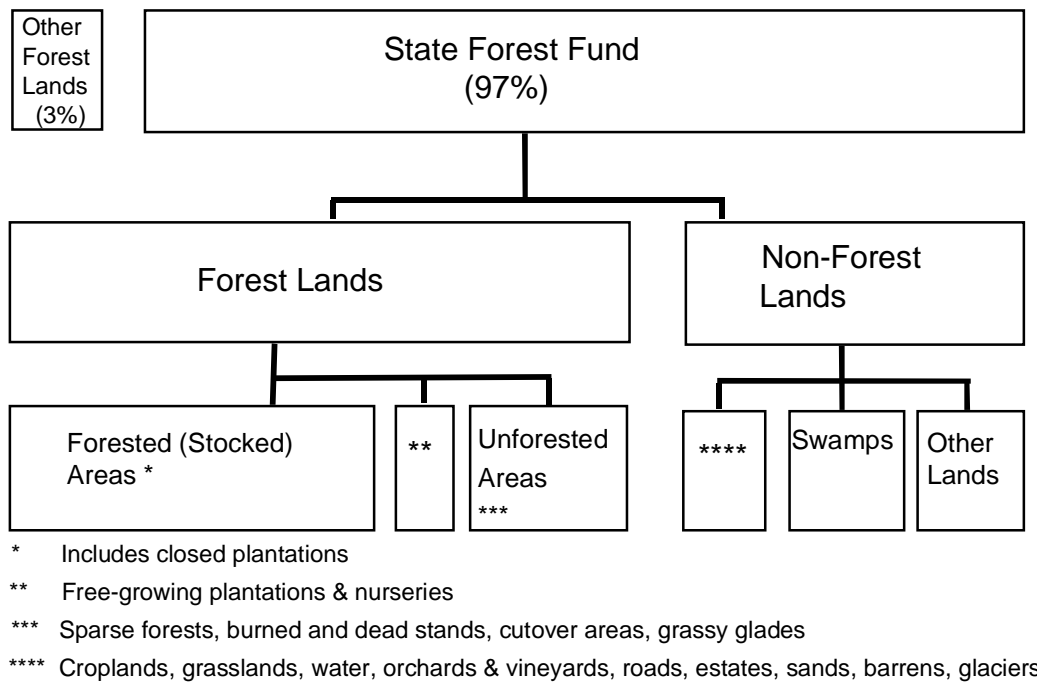 Other
Forest
Lands
(3%)
State Forest Fund
(97%)
Forest Lands
Non-Forest
Lands
Forested (Stocked)
Areas *
**
Unforested
Areas
***
****
Swamps
Other
Lands
* Includes closed plantations
** Free-growing plantations & nurseries
*** Sparse forests, burned and dead stands, cutover areas, grassy glades
**** Croplands, grasslands, water, orchards & vineyards, roads, estates, sands, barrens, glaciers